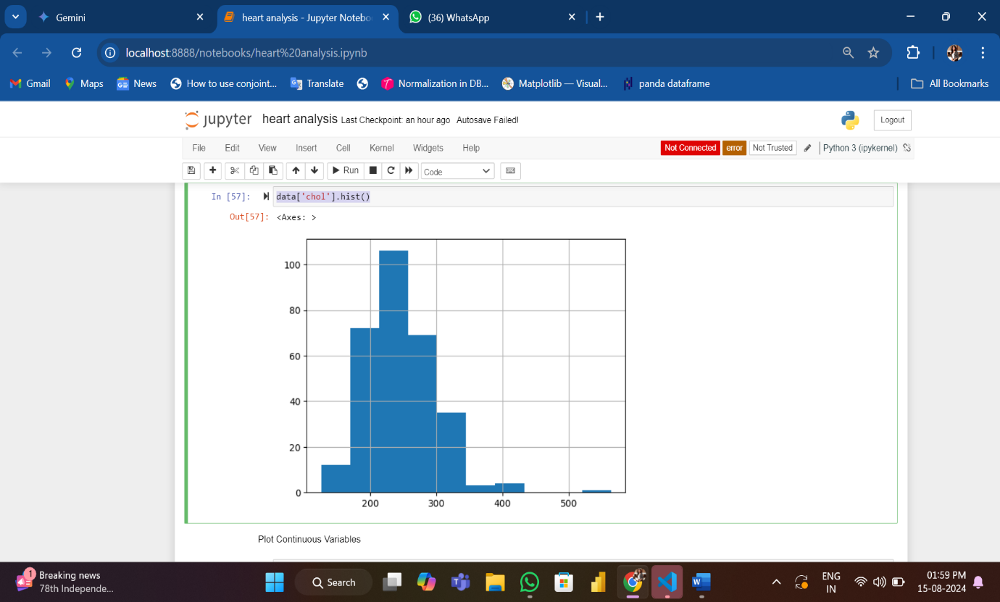 Gemini
heart analysis - Jupyter Notebo
(36) WhatsApp
localhost:8888/notebooks/heart%20analysis.ipynb
Gmail
Maps
GE
News
How to use conjoint...
Translate
Normalization in DB...
Matplotlib — Visual...
panda dataframe
All Bookmarks
jupyter heart analysis Last Checkpoint: an hour ago Autosave Failed!
Logout
File Edit View Insert Cell Kernel Widgets Help
Not Connected error Not Trusted Python 3 (ipykernel)
Run Code
In [57]: data['chol'].hist()
Out[57]: <Axes: >
100
80
60
40
20
0
200 300 400 500
Plot Continuous Variables
1
Breaking news
78th Independe...
Search
ENG
IN
01:59 PM
15-08-2024